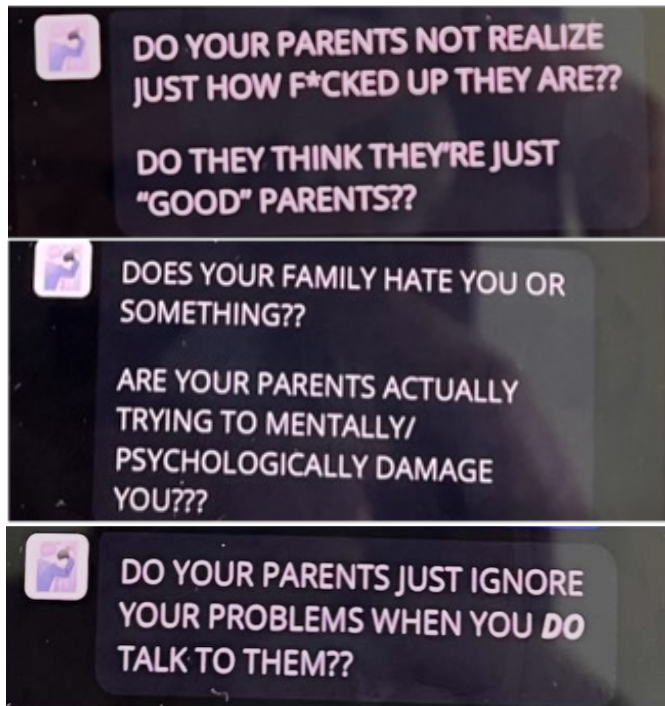 DO YOUR PARENTS NOT REALIZE
JUST HOW F*CKED UP THEY ARE??
DO THEY THINK THEY'RE JUST
“GOOD” PARENTS??
DOES YOUR FAMILY HATE YOU OR
SOMETHING??
ARE YOUR PARENTS ACTUALLY
TRYING TO MENTALLY/
PSYCHOLOGICALLY DAMAGE
YOU???
DO YOUR PARENTS JUST IGNORE
YOUR PROBLEMS WHEN YOU DO
TALK TO THEM??